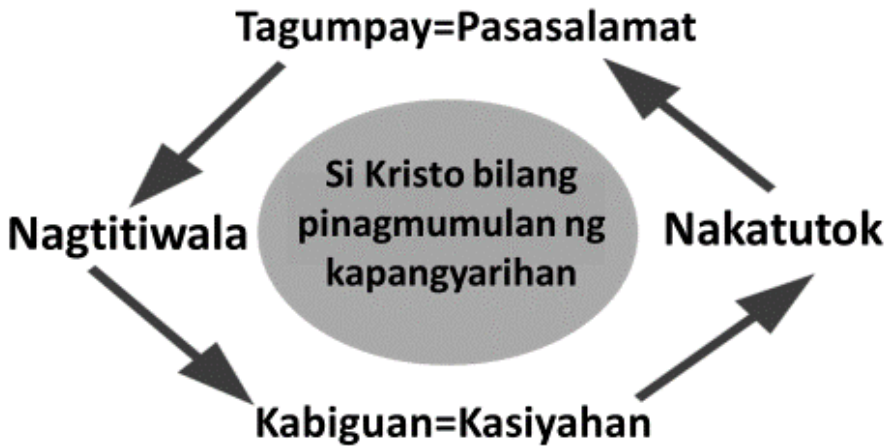 Tagumpay=Pasasalamat
Si Kristo bilang
pinagmumulan ng
kapangyarihan
Nagtitiwala
Nakatutok
Kabiguan=Kasiyahan